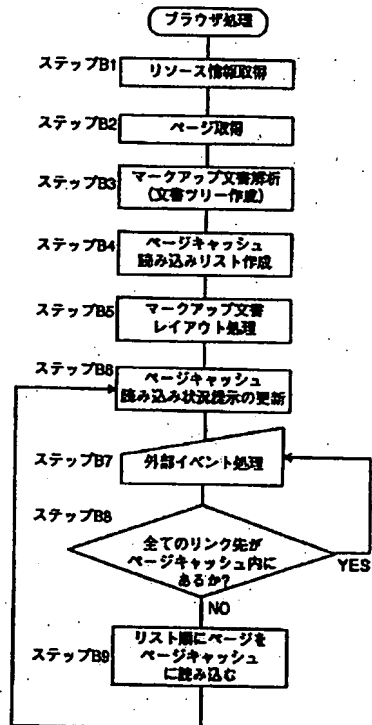 ブラウザ処理
ステップB1
リソース情報取得
ステップB2
ページ取得
ステップB3
マークアップ文書解析
(文書ツリー作成)
ステップB4
ページキャッシュ
読み込みリスト作成
ステップB5
マークアップ文書
レイアウト処理
ステップB6
ページキャッシュ
読み込み状況提示の更新
ステップB7
外部イベント処理
ステップB8
全てのリンク先が
ページキャッシュ内に
あるか?
YES
NO
ステップB9
リスト順にページを
ページキャッシュ
に読み込む